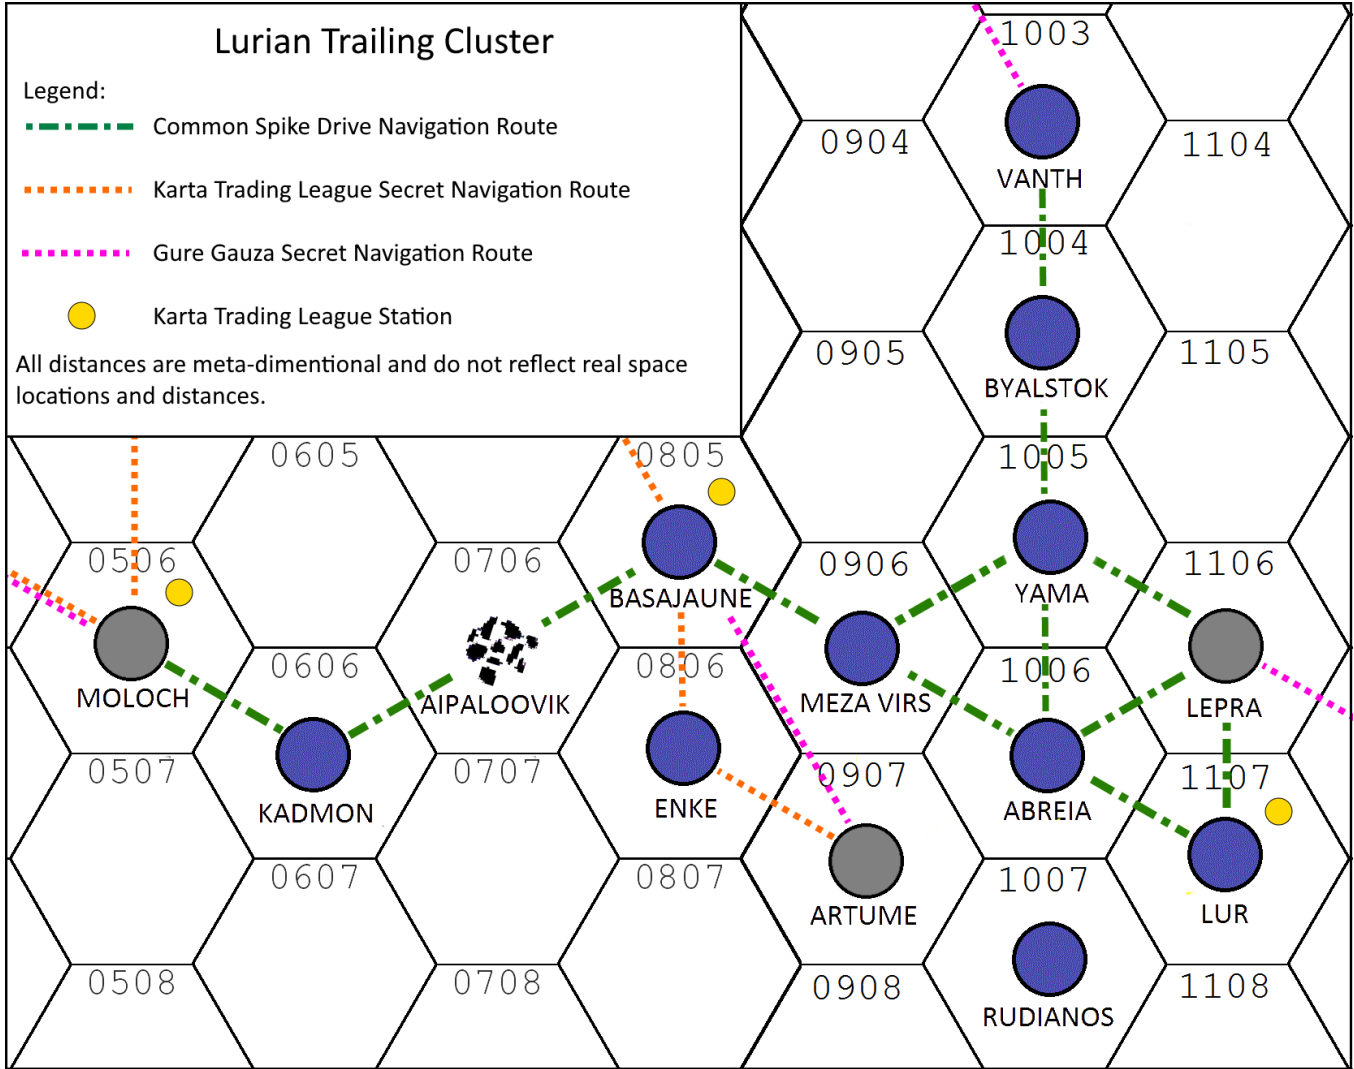 Lurian Trailing Cluster
Legend:
Common Spike Drive Navigation Route
Karta Trading League Secret Navigation Route
Gure Gauza Secret Navigation Route
Karta Trading League Station
All distances are meta-dimentional and do not reflect real space
locations and distances.
1003
VANTH
0904
1104
1004
BYALSTOK
0905
1105
0605
0805
1005
0506
0706
BASAJAUNE
0906
YAMA
1106
MOLOCH
0606
AIPALOOVIK
0806
MEZA VIRS
1006
LEPRA
0507
KADMON
0707
ENKE
0907
ABREIA
1107
0607
0807
ARTUME
1007
LUR
0508
0708
0908
RUDIANOS
1108